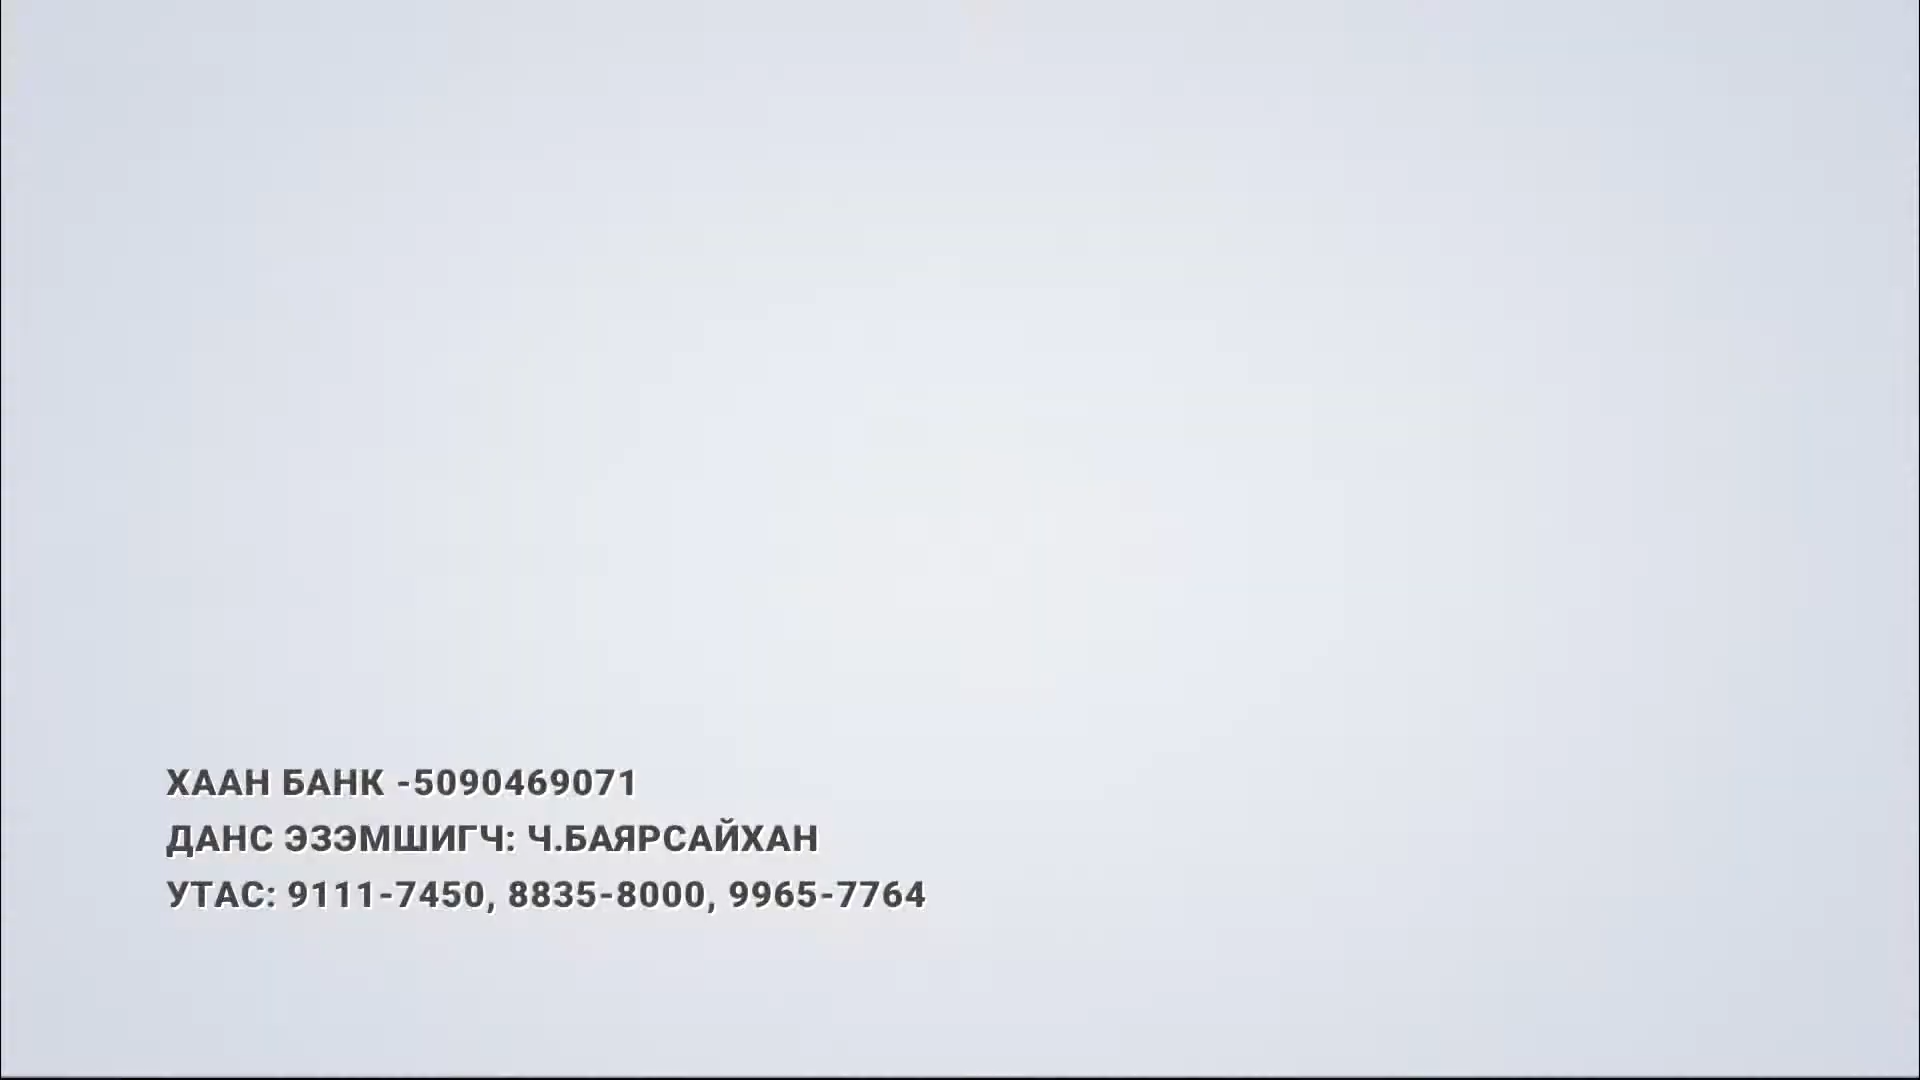 ХААН БАНК -5090469071
ДАНС ЭЗЭМШИГЧ: Ч.БАЯРСАЙХАН
УТАС: 9111-7450, 8835-8000, 9965-7764